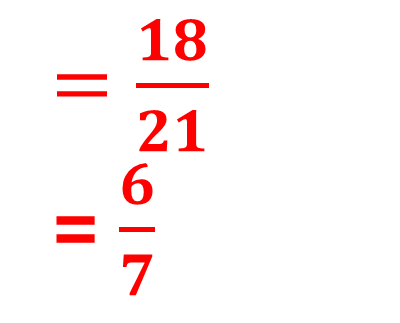 = 18/21
= 6/7